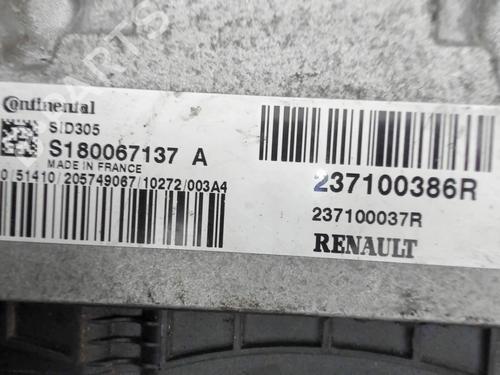 Continental
SID305
S180067137 A
MADE IN FRANCE
0 51410/205749067/10272/003A4
237100386R
237100037R
RENAULT